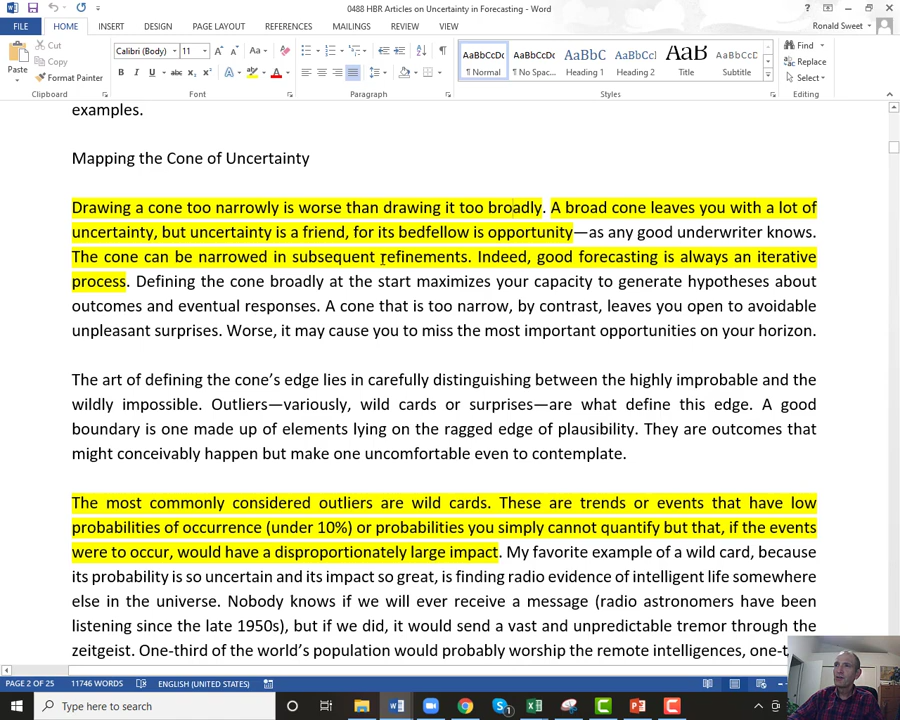 0488 HBR Articles on Uncertainty in Forecasting - Word
FILE HOME INSERT DESIGN PAGE LAYOUT REFERENCES MAILINGS REVIEW VIEW Ronald Sweet
Paste Cut Copy Format Painter
Calibri (Body) 11
¶ Normal ¶ No Spac... Heading 1 Heading 2 Title Subtitle
Find Replace Select
Clipboard Font Paragraph Styles Editing
examples.
Mapping the Cone of Uncertainty
Drawing a cone too narrowly is worse than drawing it too broadly. A broad cone leaves you with a lot of
uncertainty, but uncertainty is a friend, for its bedfellow is opportunity—as any good underwriter knows.
The cone can be narrowed in subsequent refinements. Indeed, good forecasting is always an iterative
process. Defining the cone broadly at the start maximizes your capacity to generate hypotheses about
outcomes and eventual responses. A cone that is too narrow, by contrast, leaves you open to avoidable
unpleasant surprises. Worse, it may cause you to miss the most important opportunities on your horizon.
The art of defining the cone’s edge lies in carefully distinguishing between the highly improbable and the
wildly impossible. Outliers—variously, wild cards or surprises—are what define this edge. A good
boundary is one made up of elements lying on the ragged edge of plausibility. They are outcomes that
might conceivably happen but make one uncomfortable even to contemplate.
The most commonly considered outliers are wild cards. These are trends or events that have low
probabilities of occurrence (under 10%) or probabilities you simply cannot quantify but that, if the events
were to occur, would have a disproportionately large impact. My favorite example of a wild card, because
its probability is so uncertain and its impact so great, is finding radio evidence of intelligent life somewhere
else in the universe. Nobody knows if we will ever receive a message (radio astronomers have been
listening since the late 1950s), but if we did, it would send a vast and unpredictable tremor through the
zeitgeist. One-third of the world’s population would probably worship the remote intelligences, one-
PAGE 2 OF 25 11746 WORDS ENGLISH (UNITED STATES)
Type here to search